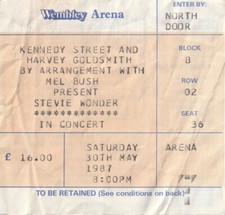 Wembley Arena
ENTER BY
NORTH
DOOR
KENNEDY STREET AND
HARVEY GOLDSMITH
BY ARRANGEMENT WITH
MEL BUSH
PRESENT
STEVIE WONDER
************
IN CONCERT
BLOCK
B
ROW
02
SEAT
36
£ 16.00
SATURDAY
30TH MAY
1987
8:00PM
ARENA
TO BE RETAINED (See conditions on back)